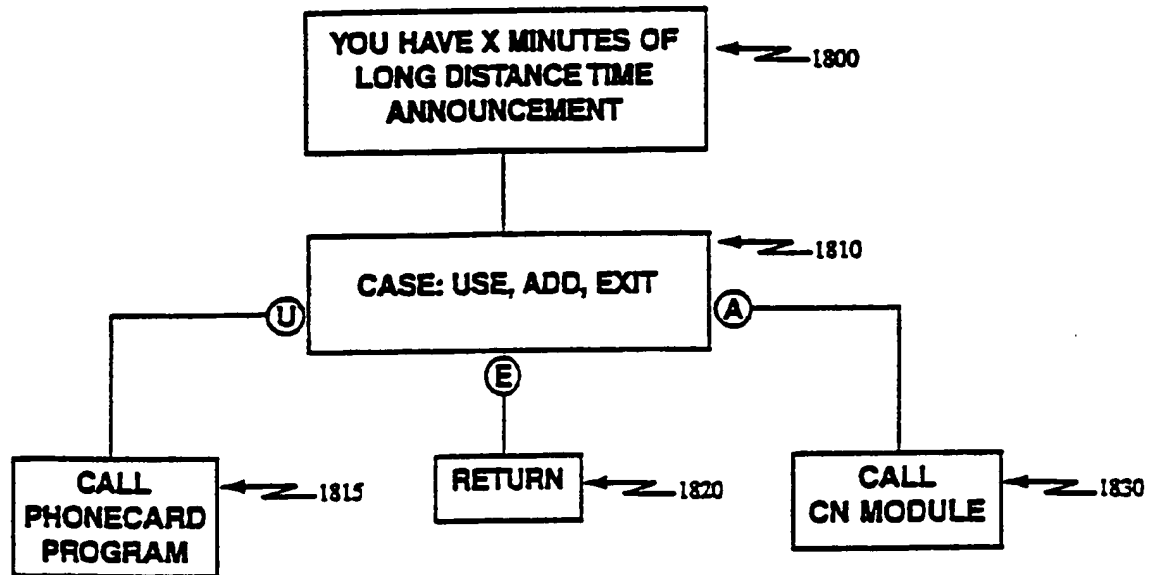 YOU HAVE X MINUTES OF
LONG DISTANCE TIME
ANNOUNCEMENT
1800
CASE: USE, ADD, EXIT
1810
U
A
E
CALL
PHONECARD
PROGRAM
1815
RETURN
1820
CALL
CN MODULE
1830